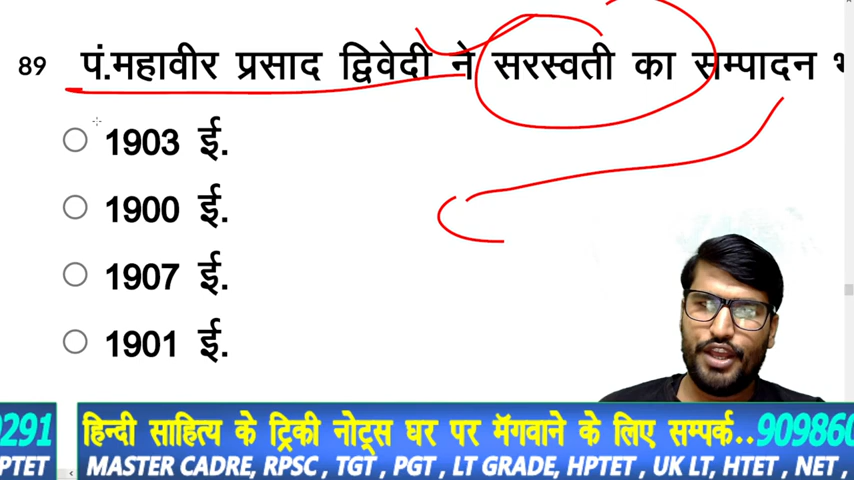 89 पं.महावीर प्रसाद द्विवेदी ने सरस्वती का सम्पादन
1903 ई.
1900 ई.
1907 ई.
1901 ई.
0291 हिन्दी साहित्य के ट्रिकी नोट्स घर पर मॅगवाने के लिए सम्पर्क..909860
PTET MASTER CADRE, RPSC , TGT , PGT , LT GRADE, HPTET , UK LT, HTET , NET ,